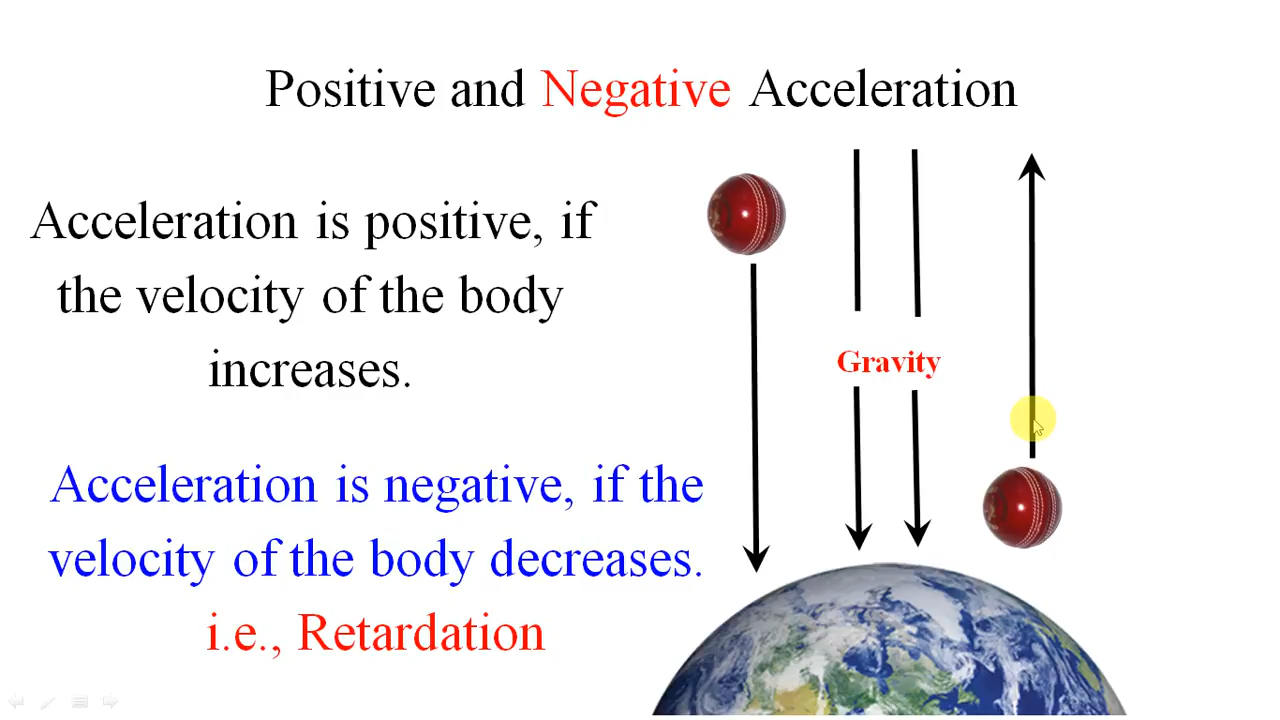 Positive and Negative Acceleration
Acceleration is positive, if
the velocity of the body
increases.
Gravity
Acceleration is negative, if the
velocity of the body decreases.
i.e., Retardation